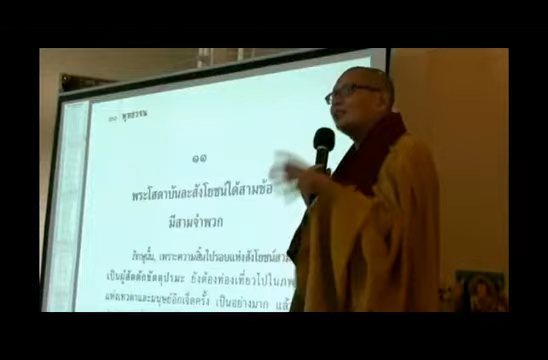 ๓๐ พุทธวจน
๑๑
พระโสดาบันละสังโยชน์ได้สามข้อ
มีสามจำพวก
ภิกษุนั้น, เพราะความสิ้นไปรอบแห่งสังโยชน์สาม
เป็นผู้สัตตักขัตตุปรมะ ยังต้องท่องเที่ยวไปในภพ
แห่งเทวดาและมนุษย์อีกเจ็ดครั้ง เป็นอย่างมาก แล้ว